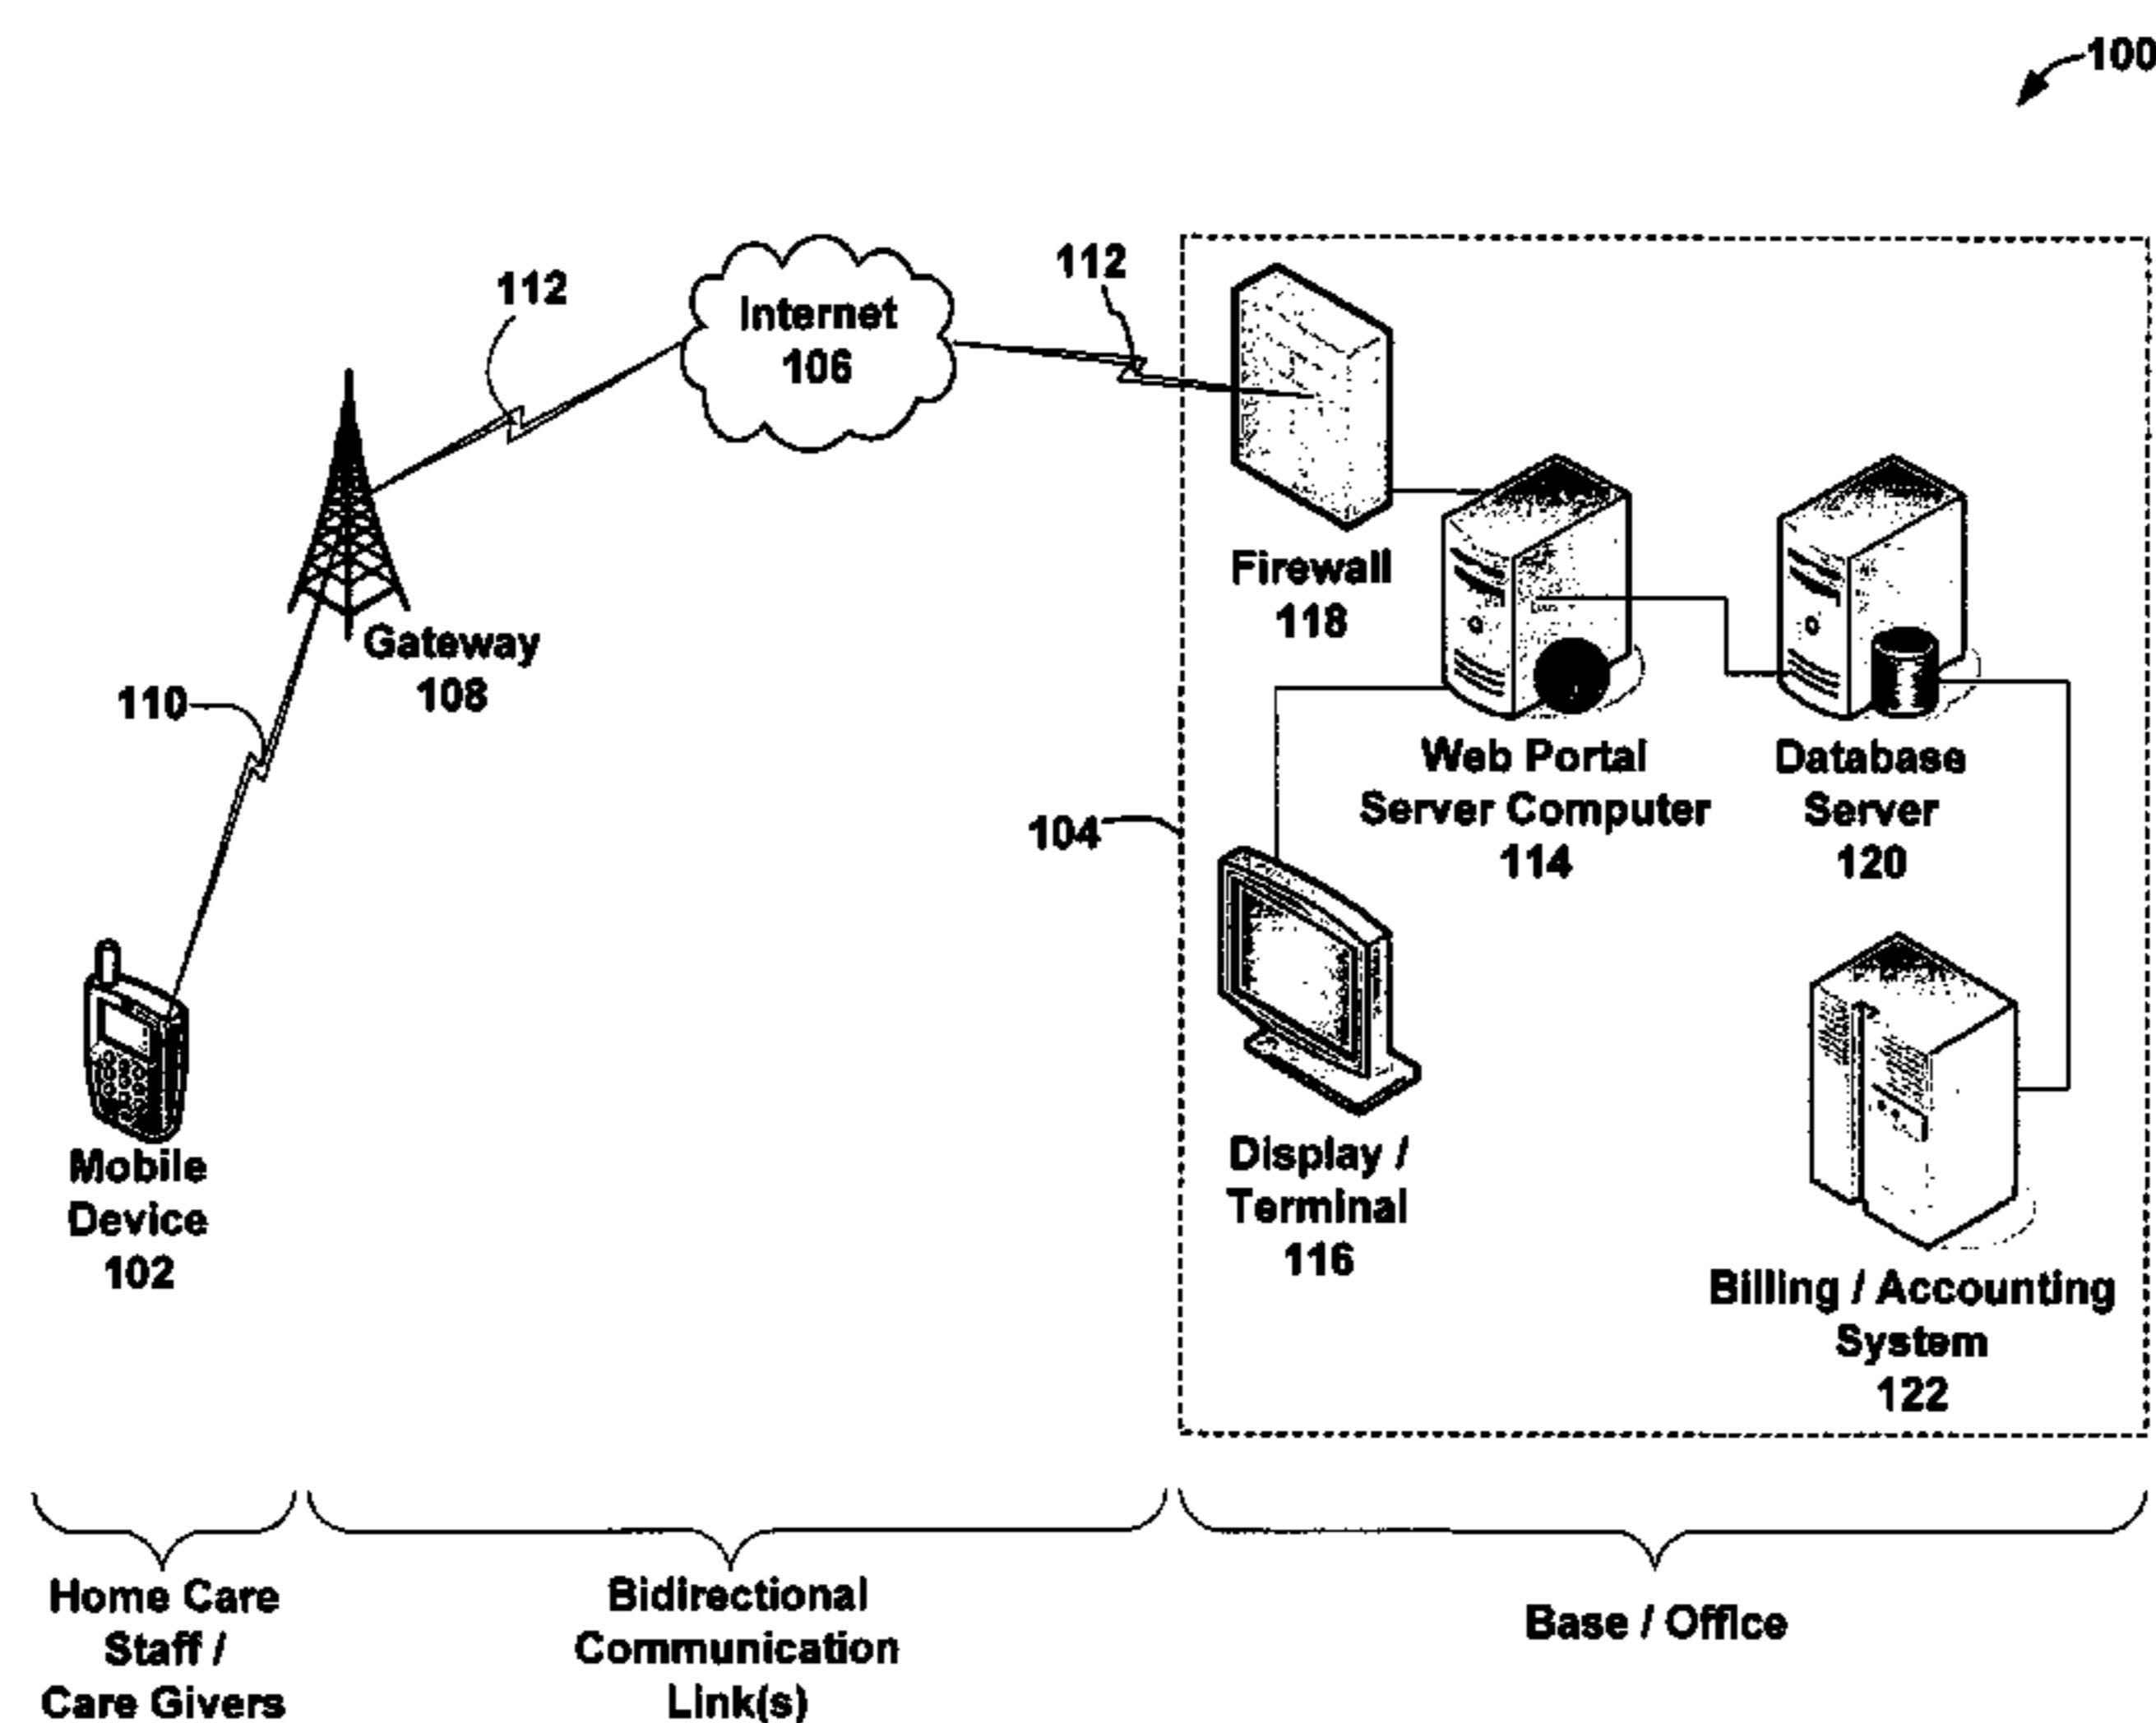 100
112
Internet
106
112
Firewall
118
Gateway
108
110
Web Portal
Server Computer
114
Database
Server
120
104
Mobile
Device
102
Display /
Terminal
116
Billing / Accounting
System
122
Home Care
Staff /
Care Givers
Bidirectional
Communication
Link(s)
Base / Office